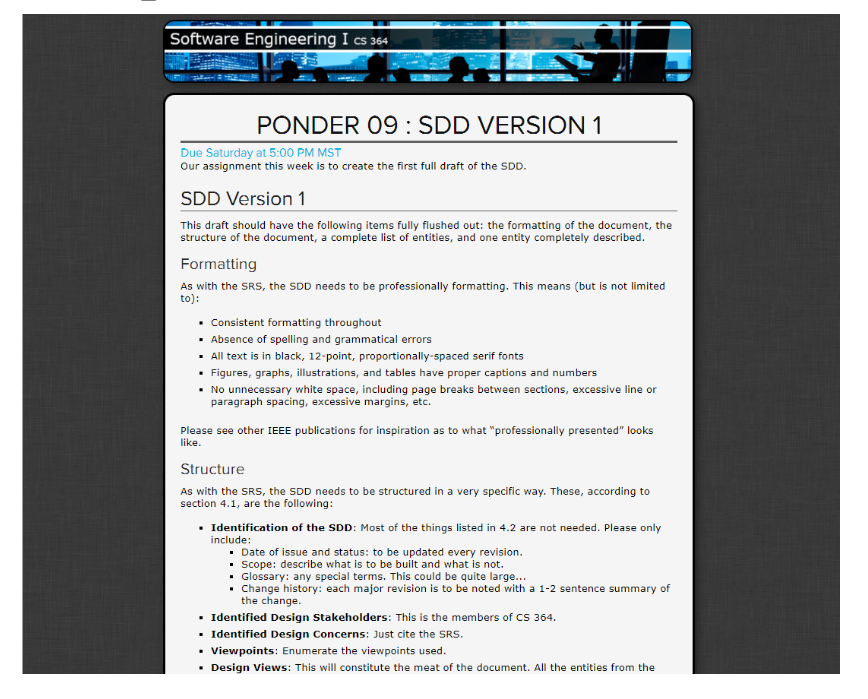 Software Engineering I CS 364
PONDER 09 : SDD VERSION 1
Due Saturday at 5:00 PM MST
Our assignment this week is to create the first full draft of the SDD.
SDD Version 1
This draft should have the following items fully flushed out: the formatting of the document, the
structure of the document, a complete list of entities, and one entity completely described.
Formatting
As with the SRS, the SDD needs to be professionally formatting. This means (but is not limited
to):
▪ Consistent formatting throughout
▪ Absence of spelling and grammatical errors
▪ All text is in black, 12-point, proportionally-spaced serif fonts
▪ Figures, graphs, illustrations, and tables have proper captions and numbers
▪ No unnecessary white space, including page breaks between sections, excessive line or
paragraph spacing, excessive margins, etc.
Please see other IEEE publications for inspiration as to what “professionally presented” looks
like.
Structure
As with the SRS, the SDD needs to be structured in a very specific way. These, according to
section 4.1, are the following:
▪ Identification of the SDD: Most of the things listed in 4.2 are not needed. Please only
include:
▪ Date of issue and status: to be updated every revision.
▪ Scope: describe what is to be built and what is not.
▪ Glossary: any special terms. This could be quite large...
▪ Change history: each major revision is to be noted with a 1-2 sentence summary of
the change.
▪ Identified Design Stakeholders: This is the members of CS 364.
▪ Identified Design Concerns: Just cite the SRS.
▪ Viewpoints: Enumerate the viewpoints used.
▪ Design Views: This will constitute the meat of the document. All the entities from the